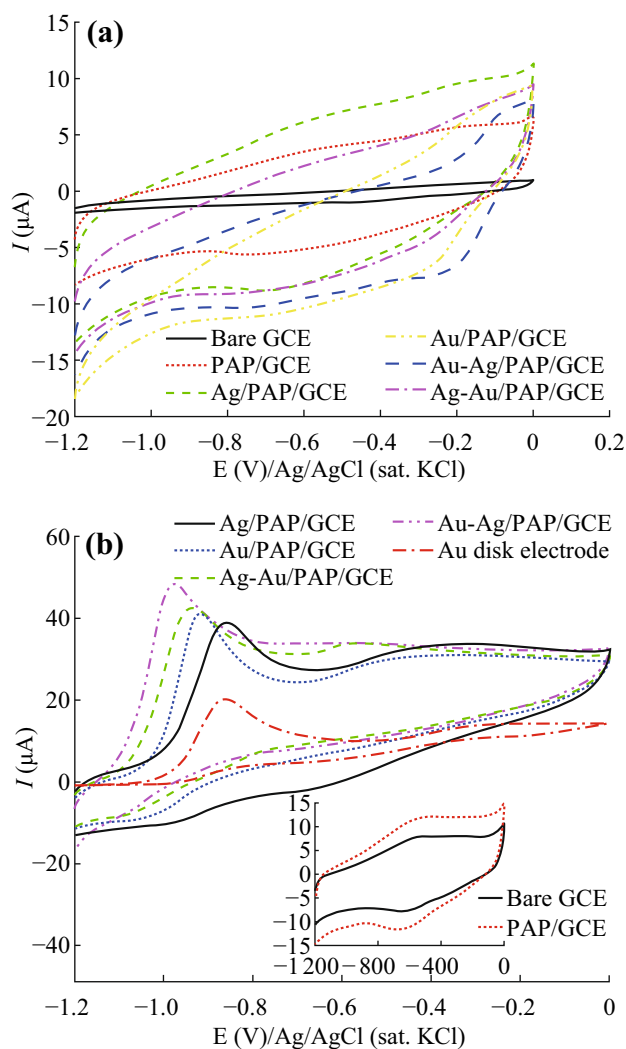 (a)
15
10
5
0
−5
−10
−15
−20
I (μA)
Bare GCE
PAP/GCE
Ag/PAP/GCE
Au/PAP/GCE
Au-Ag/PAP/GCE
Ag-Au/PAP/GCE
−1.2 −1.0 −0.8 −0.6 −0.4 −0.2 0 0.2
E (V)/Ag/AgCl (sat. KCl)
(b)
Ag/PAP/GCE
Au/PAP/GCE
Ag-Au/PAP/GCE
Au-Ag/PAP/GCE
Au disk electrode
60
40
20
0
−20
−40
I (μA)
15
10
5
0
−5
−10
−15
−1200 −800 −400 0
Bare GCE
PAP/GCE
−1.2 −1.0 −0.8 −0.6 −0.4 −0.2 0
E (V)/Ag/AgCl (sat. KCl)